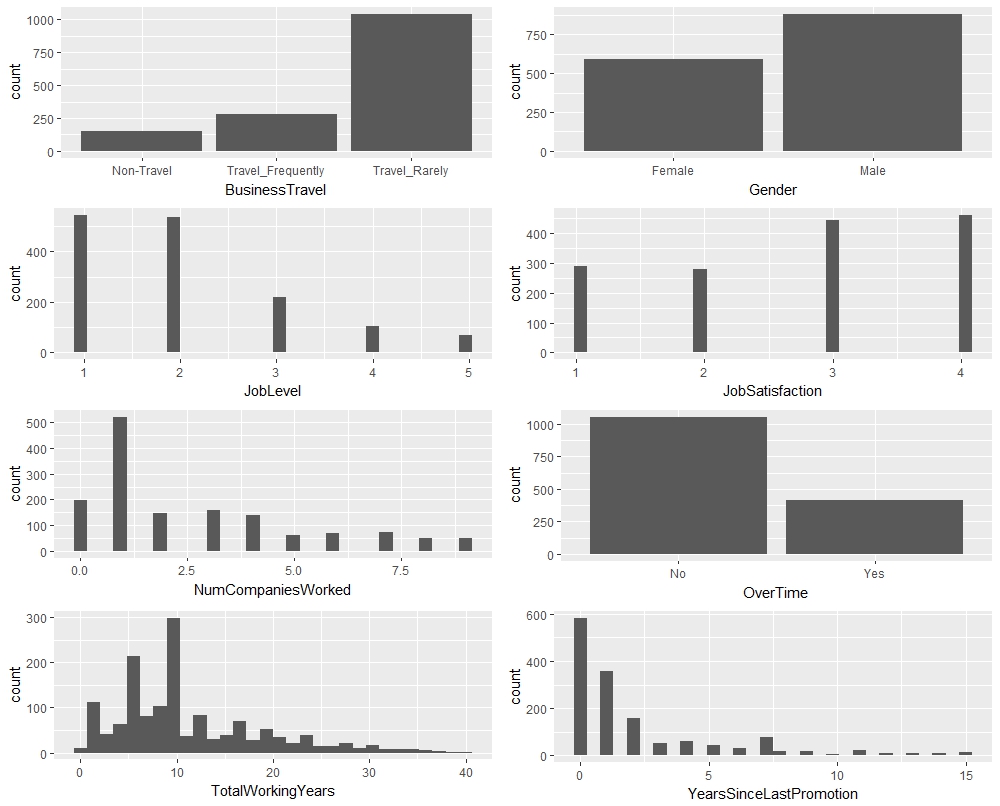 1000
750
500
250
0
count
Non-Travel Travel_Frequently Travel_Rarely
BusinessTravel
750
500
250
0
count
Female Male
Gender
400
200
0
count
1 2 3 4 5
JobLevel
400
300
200
100
0
count
1 2 3 4
JobSatisfaction
500
400
300
200
100
0
count
0.0 2.5 5.0 7.5
NumCompaniesWorked
1000
750
500
250
0
count
No Yes
OverTime
300
200
100
0
count
0 10 20 30 40
TotalWorkingYears
600
400
200
0
count
0 5 10 15
YearsSinceLastPromotion